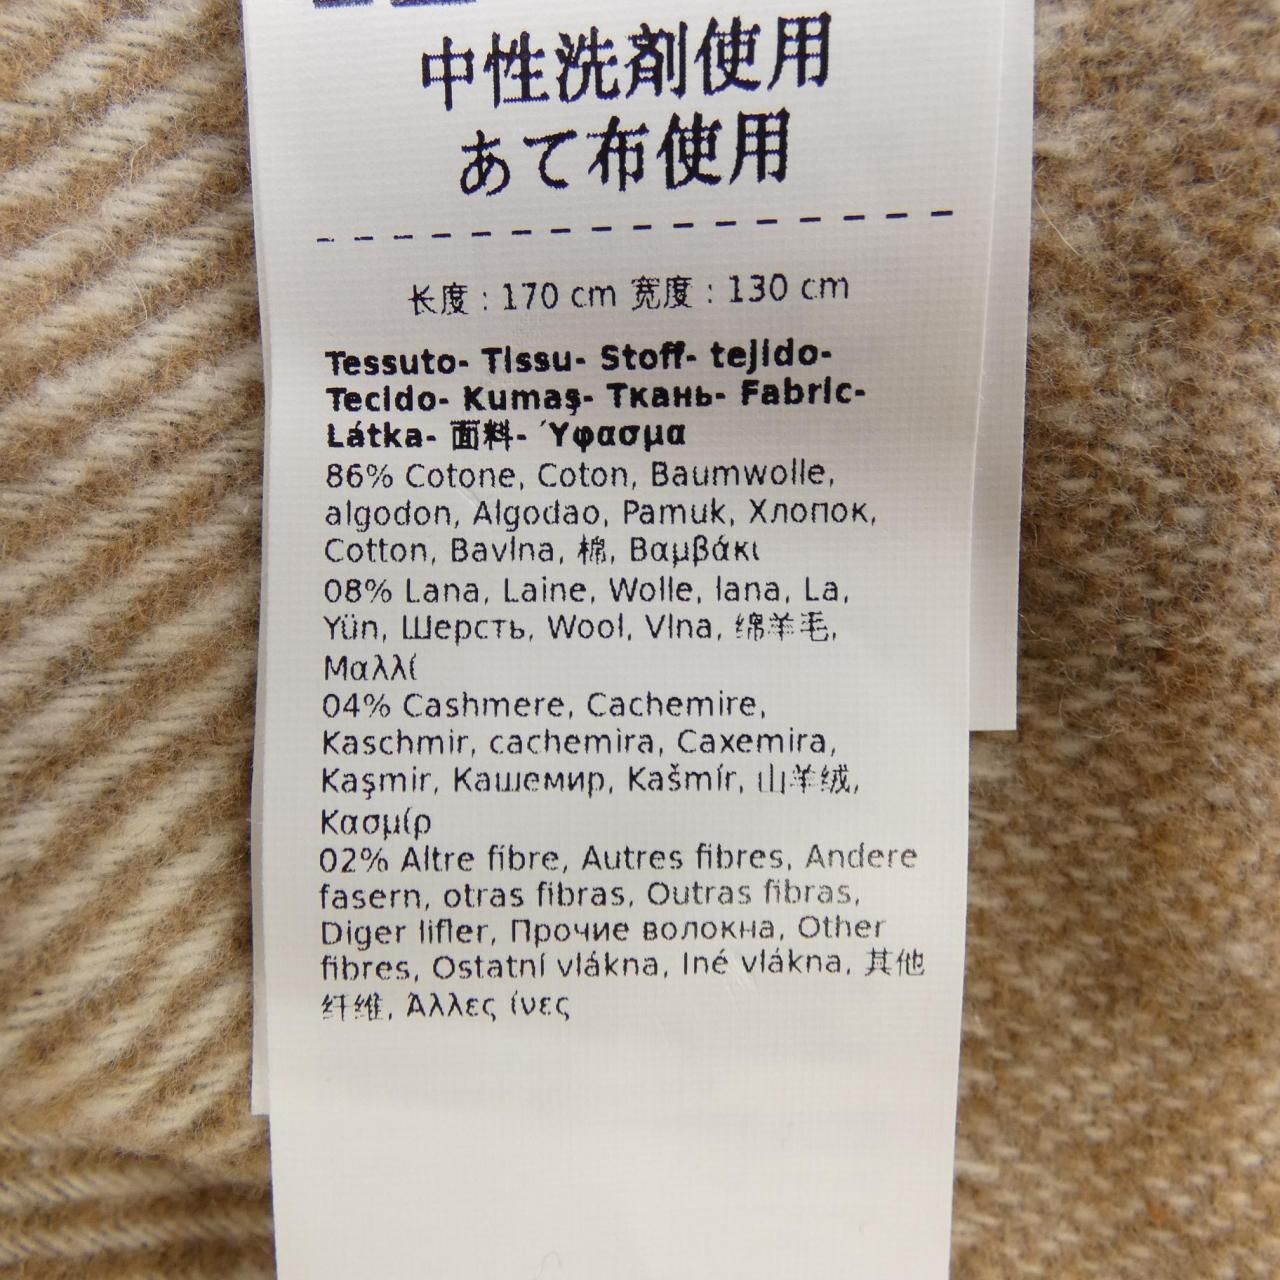 中性洗剤使用
あて布使用
长度 : 170 cm 宽度 : 130 cm
Tessuto- Tissu- Stoff- tejido-
Tecido- Kumaş- Ткань- Fabric-
Látka- 面料- Ύφασμα
86% Cotone, Coton, Baumwolle,
algodon, Algodao, Pamuk, Хлопок,
Cotton, Bavlna, 棉, Βαμβάκι
08% Lana, Laine, Wolle, lana, La,
Yün, Шерсть, Wool, Vlna, 绵羊毛,
Μαλλί
04% Cashmere, Cachemire,
Kaschmir, cachemira, Caxemira,
Kaşmir, Кашемир, Kašmír, 山羊绒,
Κασμίρ
02% Altre fibre, Autres fibres, Andere
fasern, otras fibras, Outras fibras,
Diger lifler, Прочие волокна, Other
fibres, Ostatní vlákna, Iné vlákna, 其他
纤维, Άλλες ίνες